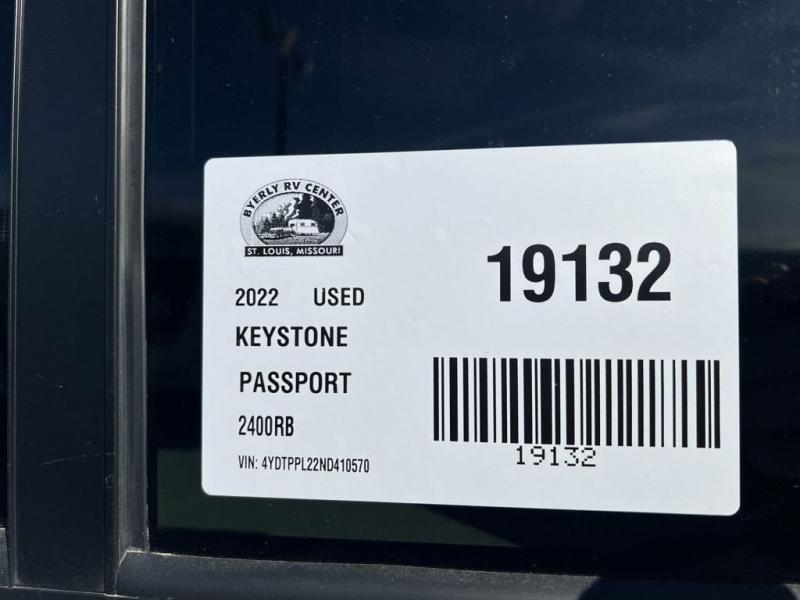 BYERLY RV CENTER
ST. LOUIS, MISSOURI
19132
2022 USED
KEYSTONE
PASSPORT
2400RB
VIN: 4YDTPPL22ND410570
19132